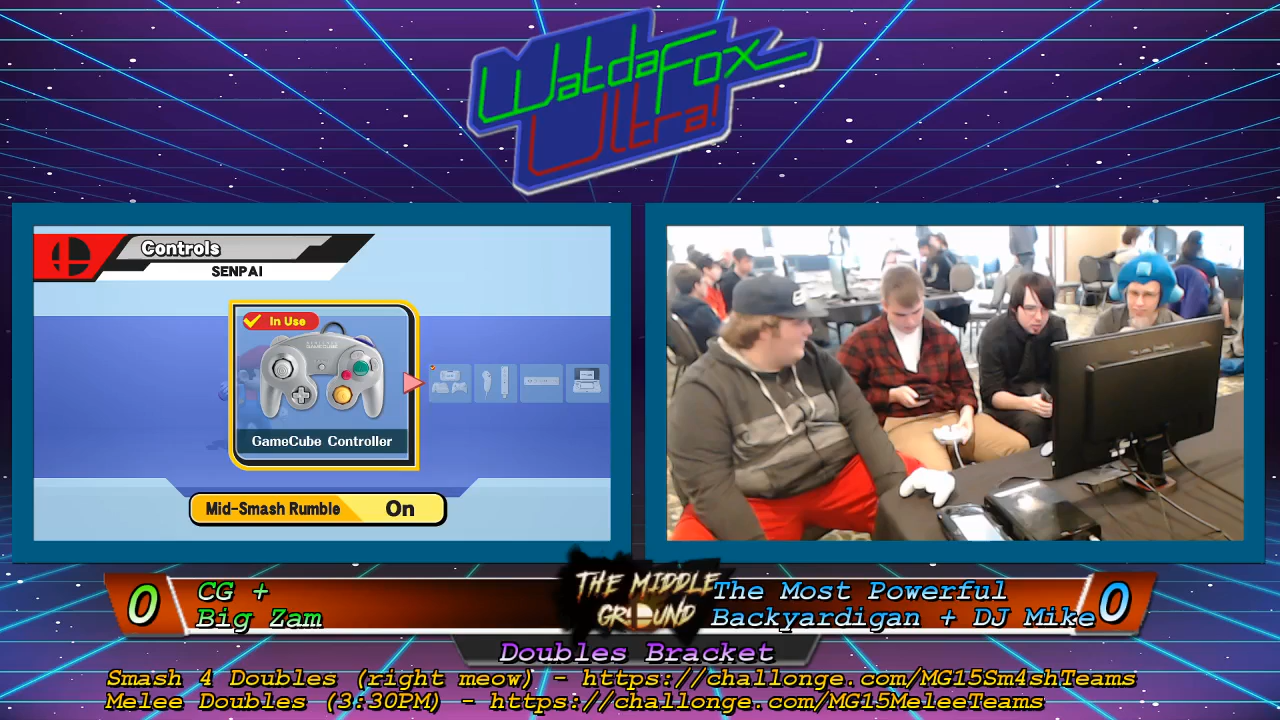 WatdaFox
Ultra!
Controls
SENPAI
In Use
GameCube Controller
Mid-Smash Rumble On
0
CG +
Big Zam
THE MIDDLE
GROUND
The Most Powerful
Backyardigan + DJ Mike
0
Doubles Bracket
Smash 4 Doubles (right meow) - https://challonge.com/MG15Sm4shTeams
Melee Doubles (3:30PM) - https://challonge.com/MG15MeleeTeams